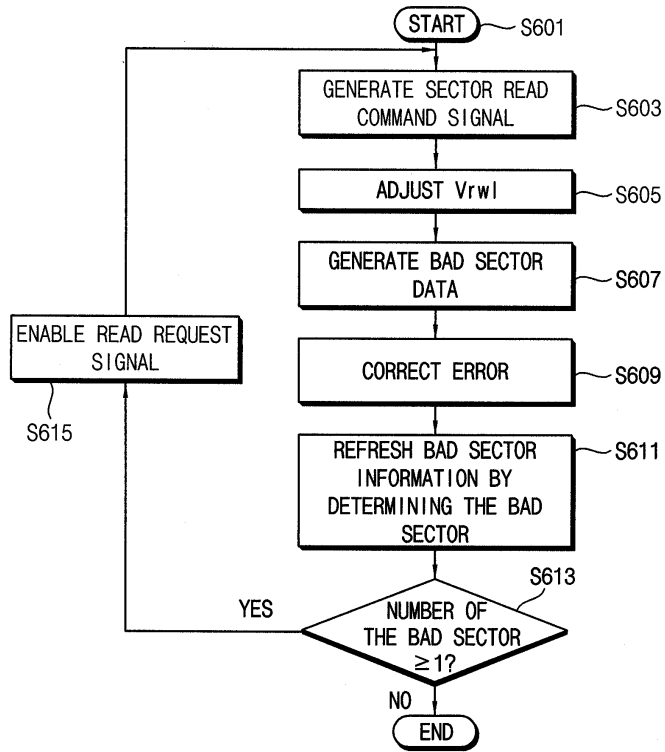 START
S601
GENERATE SECTOR READ
COMMAND SIGNAL
S603
ADJUST Vrwl
S605
GENERATE BAD SECTOR
DATA
S607
ENABLE READ REQUEST
SIGNAL
S615
CORRECT ERROR
S609
REFRESH BAD SECTOR
INFORMATION BY
DETERMINING THE BAD
SECTOR
S611
S613
YES
NUMBER OF
THE BAD SECTOR
≧1?
NO
END